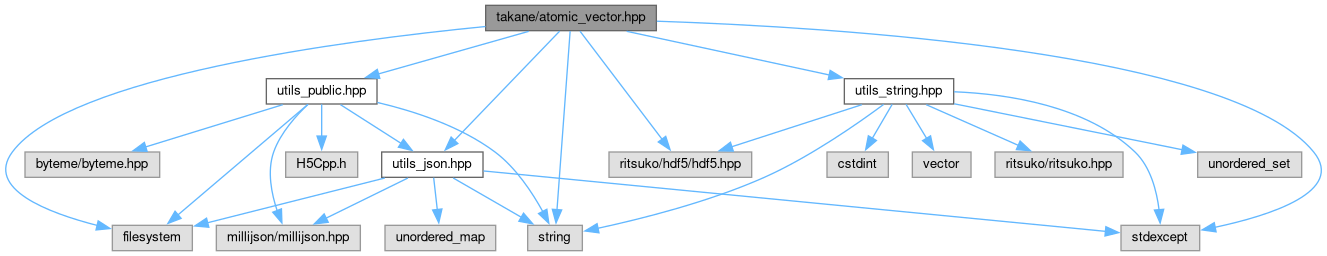 takane/atomic_vector.hpp
utils_public.hpp
utils_string.hpp
byteme/byteme.hpp
H5Cpp.h
utils_json.hpp
ritsuko/hdf5/hdf5.hpp
cstdint
vector
ritsuko/ritsuko.hpp
unordered_set
filesystem
millijson/millijson.hpp
unordered_map
string
stdexcept